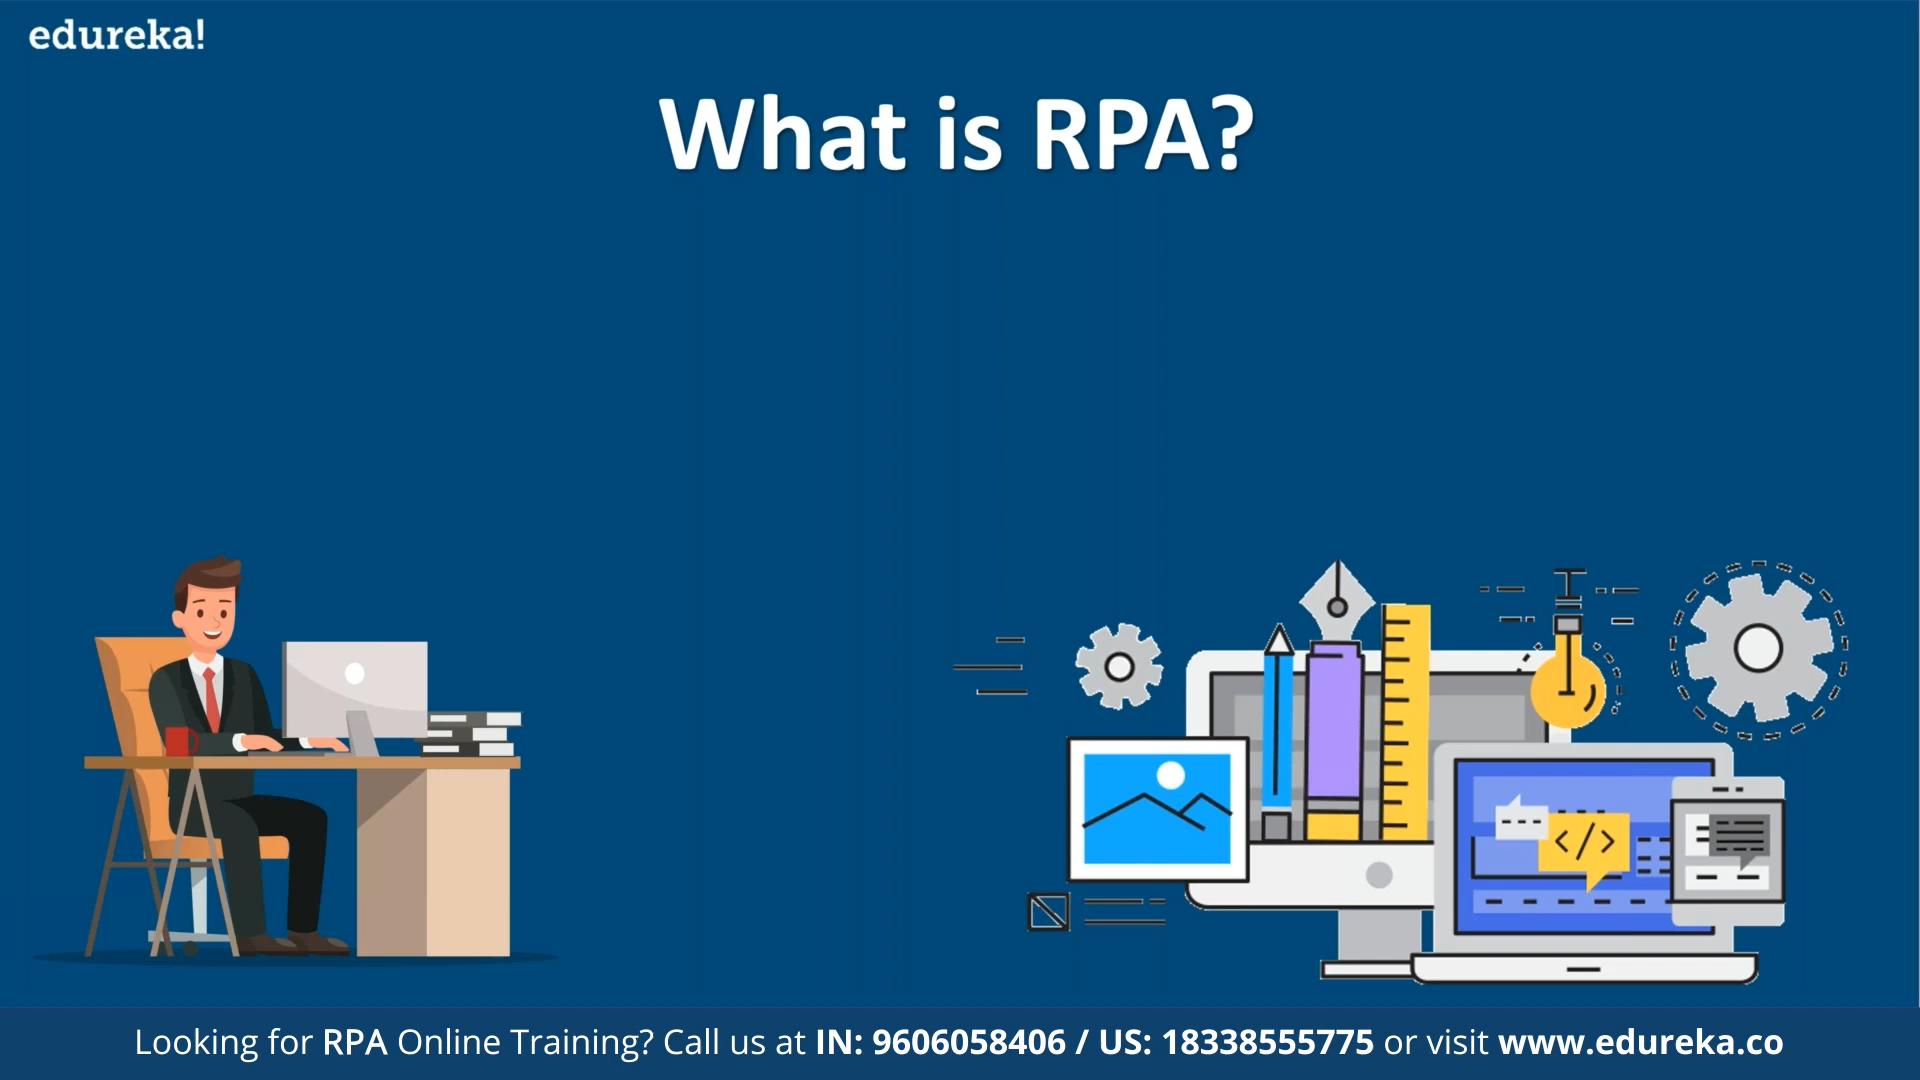 edureka!
What is RPA?
</>
Looking for RPA Online Training? Call us at IN: 9606058406 / US: 18338555775 or visit www.edureka.co